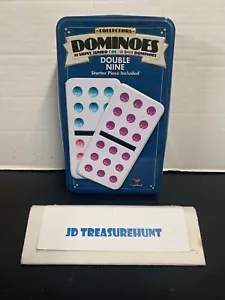 COLLECTORS
DOMINOES
DOUBLE
NINE
Starter Piece Included
JD TREASUREHUNT